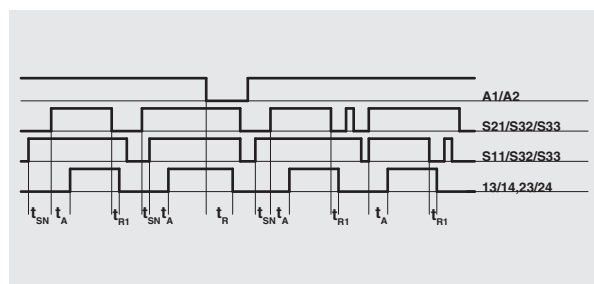 A1/A2
S21/S32/S33
S11/S32/S33
13/14,23/24
tSN tA tR1 tSN tA tR tSN tA tR1 tA tR1